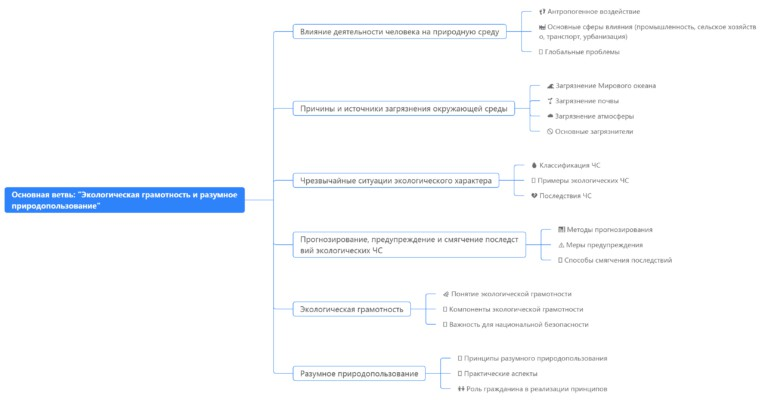 Основная ветвь: "Экологическая грамотность и разумное
природопользование"
Влияние деятельности человека на природную среду
Антропогянное воздействие
Основные сферы влияния (промышленность, сельское хозяйств
о, транспорт, урбанизация)
Глобальные проблемы
Причины и источники загрязнения окружающей среды
Загрязнение Мирового океана
Загрязнение почвы
Загрязнение атмосферы
Основные загрязнители
Чрезвычайные ситуации экологического характера
Классификация ЧС
Примеры экологических ЧС
Последствия ЧС
Прогнозирование, предупреждение и смягчение последст
вий экологических ЧС
Методы прогнозирования
Меры предупреждения
Способы смягчения последствий
Экологическая грамотность
Понятие экологической грамотности
Компоненты экологической грамотности
Важность для национальной безопасности
Разумное природопользование
Принципы разумного природопользования
Практические аспекты
Роль гражданина в реализации принципов